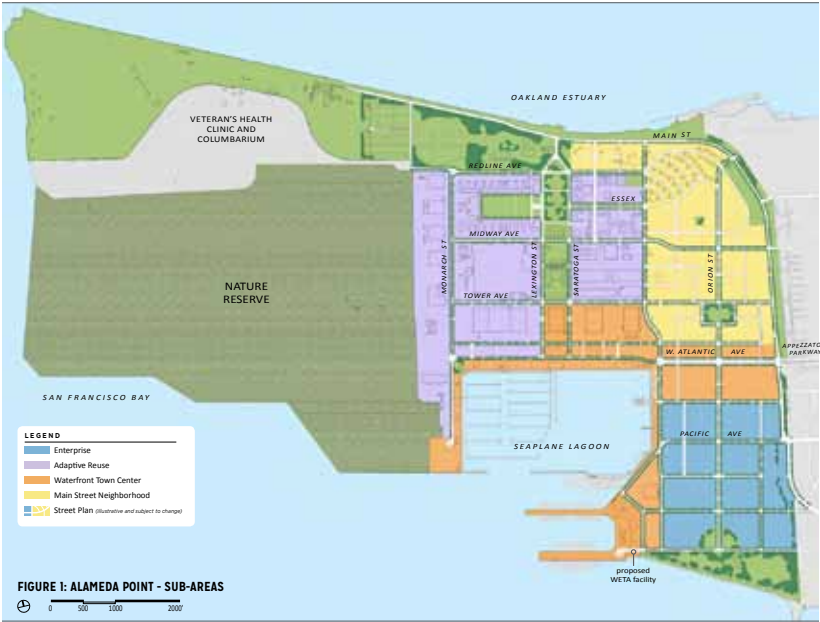 OAKLAND ESTUARY
VETERAN'S HEALTH
CLINIC AND
COLUMBARIUM
MAIN ST
REDLINE AVE
ESSEX
MIDWAY AVE
MONARCH ST
LEXINGTON ST
SARATOGA ST
ORION ST
NATURE
RESERVE
TOWER AVE
W. ATLANTIC AVE
APPEZZATO
PARKWAY
SAN FRANCISCO BAY
PACIFIC AVE
SEAPLANE LAGOON
LEGEND
Enterprise
Adaptive Reuse
Waterfront Town Center
Main Street Neighborhood
Street Plan (illustrative and subject to change)
proposed
WETA facility
FIGURE 1: ALAMEDA POINT - SUB-AREAS
0 500 1000 2000'